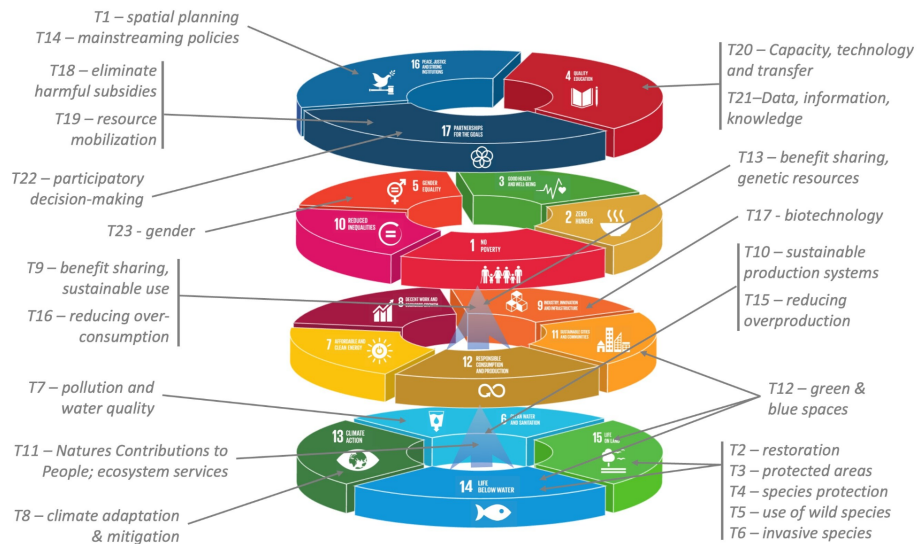 T1 – spatial planning
T14 – mainstreaming policies
T18 – eliminate
harmful subsidies
T19 – resource
mobilization
T22 – participatory
decision-making
T23 - gender
T9 – benefit sharing,
sustainable use
T16 – reducing over-
consumption
T7 – pollution and
water quality
T11 – Natures Contributions to
People; ecosystem services
T8 – climate adaptation
& mitigation
16 PEACE, JUSTICE
AND STRONG
INSTITUTIONS
4 QUALITY
EDUCATION
17 PARTNERSHIPS
FOR THE GOALS
5 GENDER
EQUALITY
3 GOOD HEALTH
AND WELL-BEING
10 REDUCED
INEQUALITIES
2 ZERO
HUNGER
1 NO
POVERTY
8 DECENT WORK AND
9 INDUSTRY, INNOVATION
AND INFRASTRUCTURE
7 AFFORDABLE AND
CLEAN ENERGY
11 SUSTAINABLE CITIES
AND COMMUNITIES
12 RESPONSIBLE
CONSUMPTION
AND PRODUCTION
6 CLEAN WATER
AND SANITATION
13 CLIMATE
ACTION
15 LIFE
ON LAND
14 LIFE
BELOW WATER
T20 – Capacity, technology
and transfer
T21–Data, information,
knowledge
T13 – benefit sharing,
genetic resources
T17 - biotechnology
T10 – sustainable
production systems
T15 – reducing
overproduction
T12 – green &
blue spaces
T2 – restoration
T3 – protected areas
T4 – species protection
T5 – use of wild species
T6 – invasive species